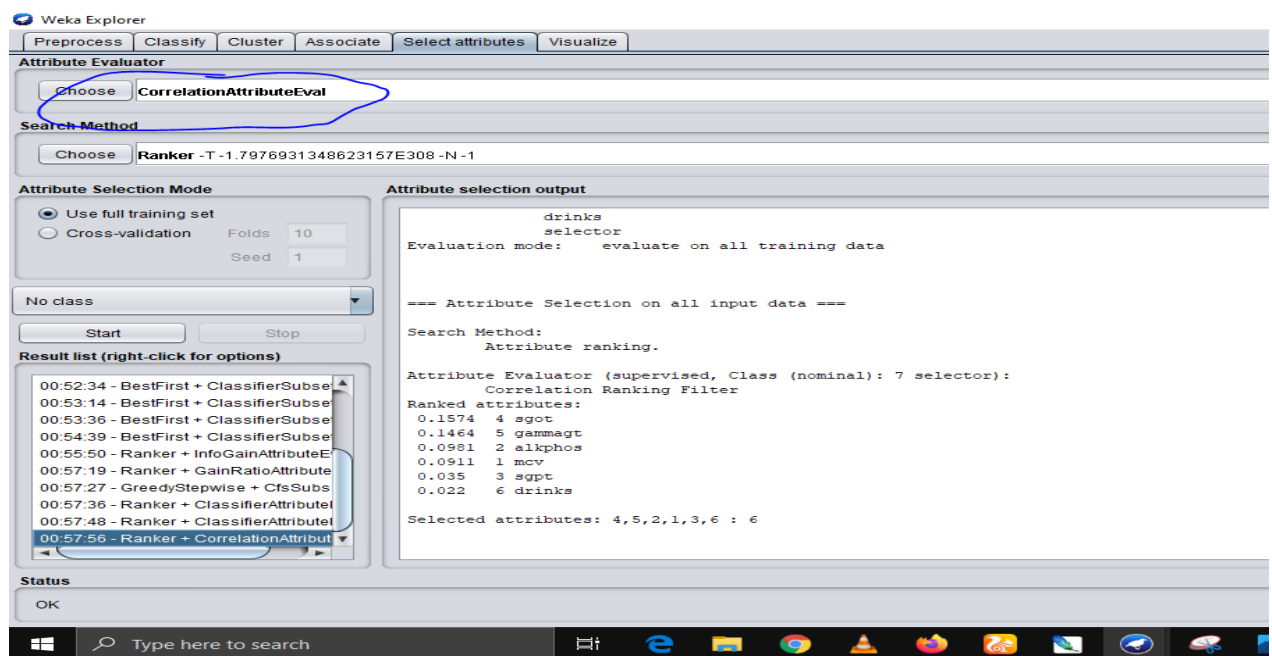 Weka Explorer
Preprocess Classify Cluster Associate Select attributes Visualize
Attribute Evaluator
Choose CorrelationAttributeEval
Search Method
Choose Ranker -T -1.7976931348623157E308 -N -1
Attribute Selection Mode
Use full training set
Cross-validation Folds 10
Seed 1
No class
Start Stop
Result list (right-click for options)
00:52:34 - BestFirst + ClassifierSubse
00:53:14 - BestFirst + ClassifierSubse
00:53:36 - BestFirst + ClassifierSubse
00:54:39 - BestFirst + ClassifierSubse
00:55:50 - Ranker + InfoGainAttributeE
00:57:19 - Ranker + GainRatioAttribute
00:57:27 - GreedyStepwise + CfsSubs
00:57:36 - Ranker + ClassifierAttributeI
00:57:48 - Ranker + ClassifierAttributeI
00:57:56 - Ranker + CorrelationAttribut
Attribute selection output
drinks
selector
Evaluation mode: evaluate on all training data
=== Attribute Selection on all input data ===
Search Method:
Attribute ranking.
Attribute Evaluator (supervised, Class (nominal): 7 selector):
Correlation Ranking Filter
Ranked attributes:
0.1574 4 sgot
0.1464 5 gammagt
0.0981 2 alkphos
0.0911 1 mcv
0.035 3 sgpt
0.022 6 drinks
Selected attributes: 4,5,2,1,3,6 : 6
Status
OK
Type here to search